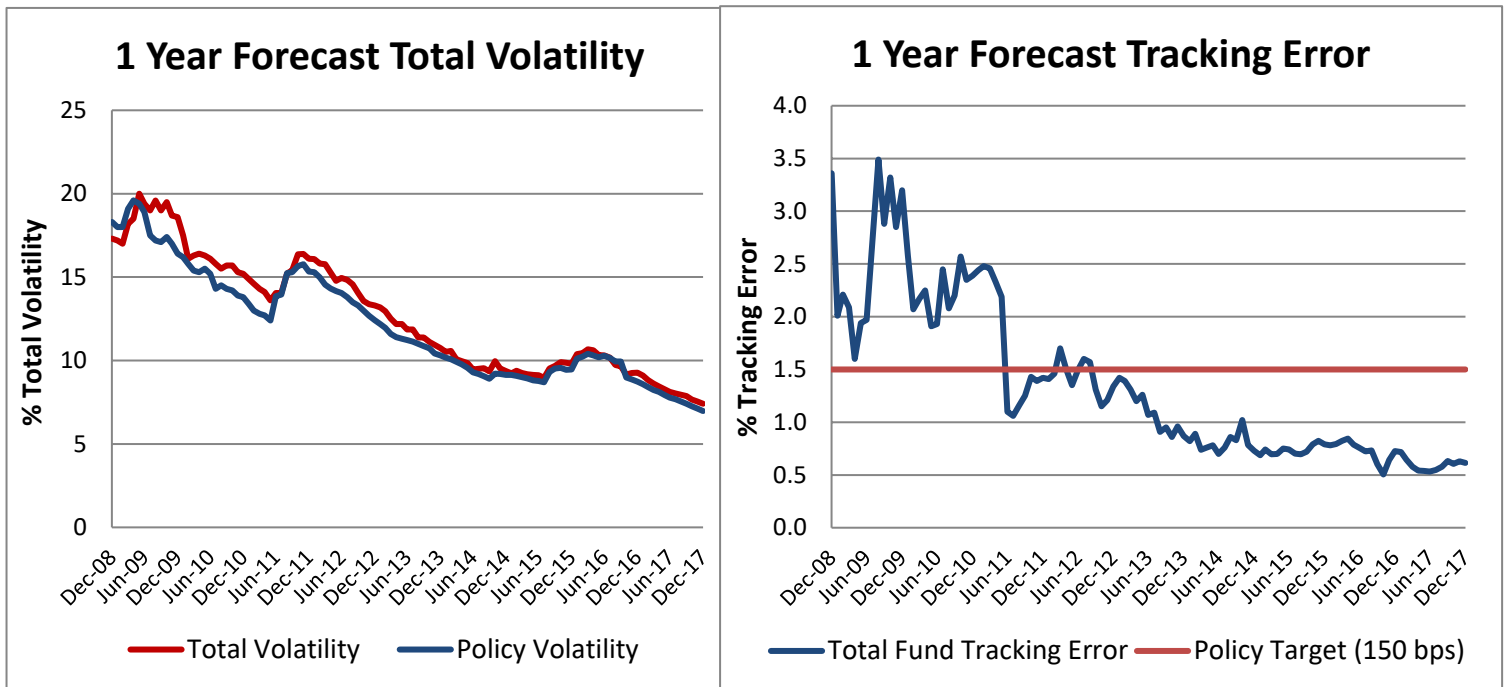 1 Year Forecast Total Volatility
% Total Volatility
25
20
15
10
5
0
Dec-08
Jun-09
Dec-09
Jun-10
Dec-10
Jun-11
Dec-11
Jun-12
Dec-12
Jun-13
Dec-13
Jun-14
Dec-14
Jun-15
Dec-15
Jun-16
Dec-16
Jun-17
Dec-17
Total Volatility
Policy Volatility
1 Year Forecast Tracking Error
% Tracking Error
4.0
3.5
3.0
2.5
2.0
1.5
1.0
0.5
0.0
Dec-08
Jun-09
Dec-09
Jun-10
Dec-10
Jun-11
Dec-11
Jun-12
Dec-12
Jun-13
Dec-13
Jun-14
Dec-14
Jun-15
Dec-15
Jun-16
Dec-16
Jun-17
Dec-17
Total Fund Tracking Error
Policy Target (150 bps)